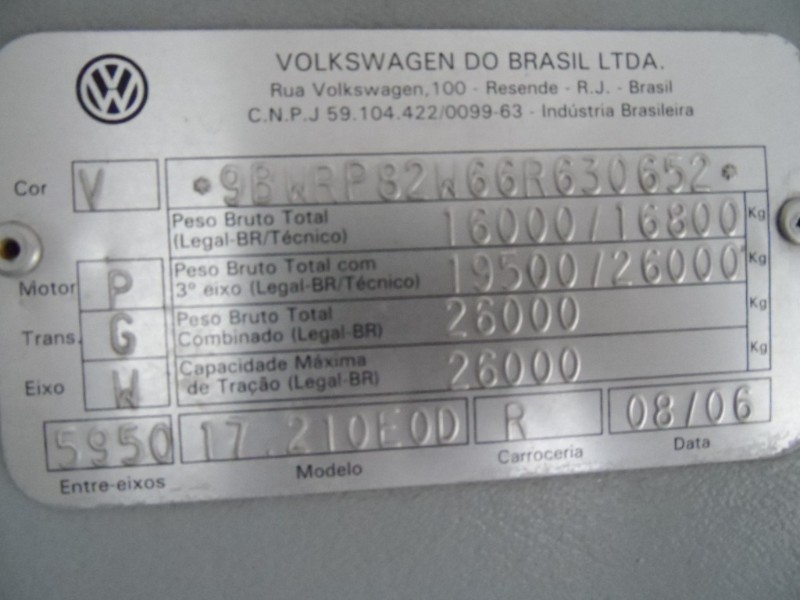 VOLKSWAGEN DO BRASIL LTDA.
Rua Volkswagen,100 - Resende - R.J. - Brasil
C.N.P.J 59.104.422/0099-63 - Indústria Brasileira
Cor V *9BWRP82W66R630652*
Peso Bruto Total (Legal-BR/Técnico) 16000/16800 Kg
Motor P Peso Bruto Total com 3º eixo (Legal-BR/Técnico) 19500/26000 Kg
Trans. G Peso Bruto Total Combinado (Legal-BR) 26000 Kg
Eixo W Capacidade Máxima de Tração (Legal-BR) 26000 Kg
5950 17.210EOD R 08/06
Entre-eixos Modelo Carroceria Data